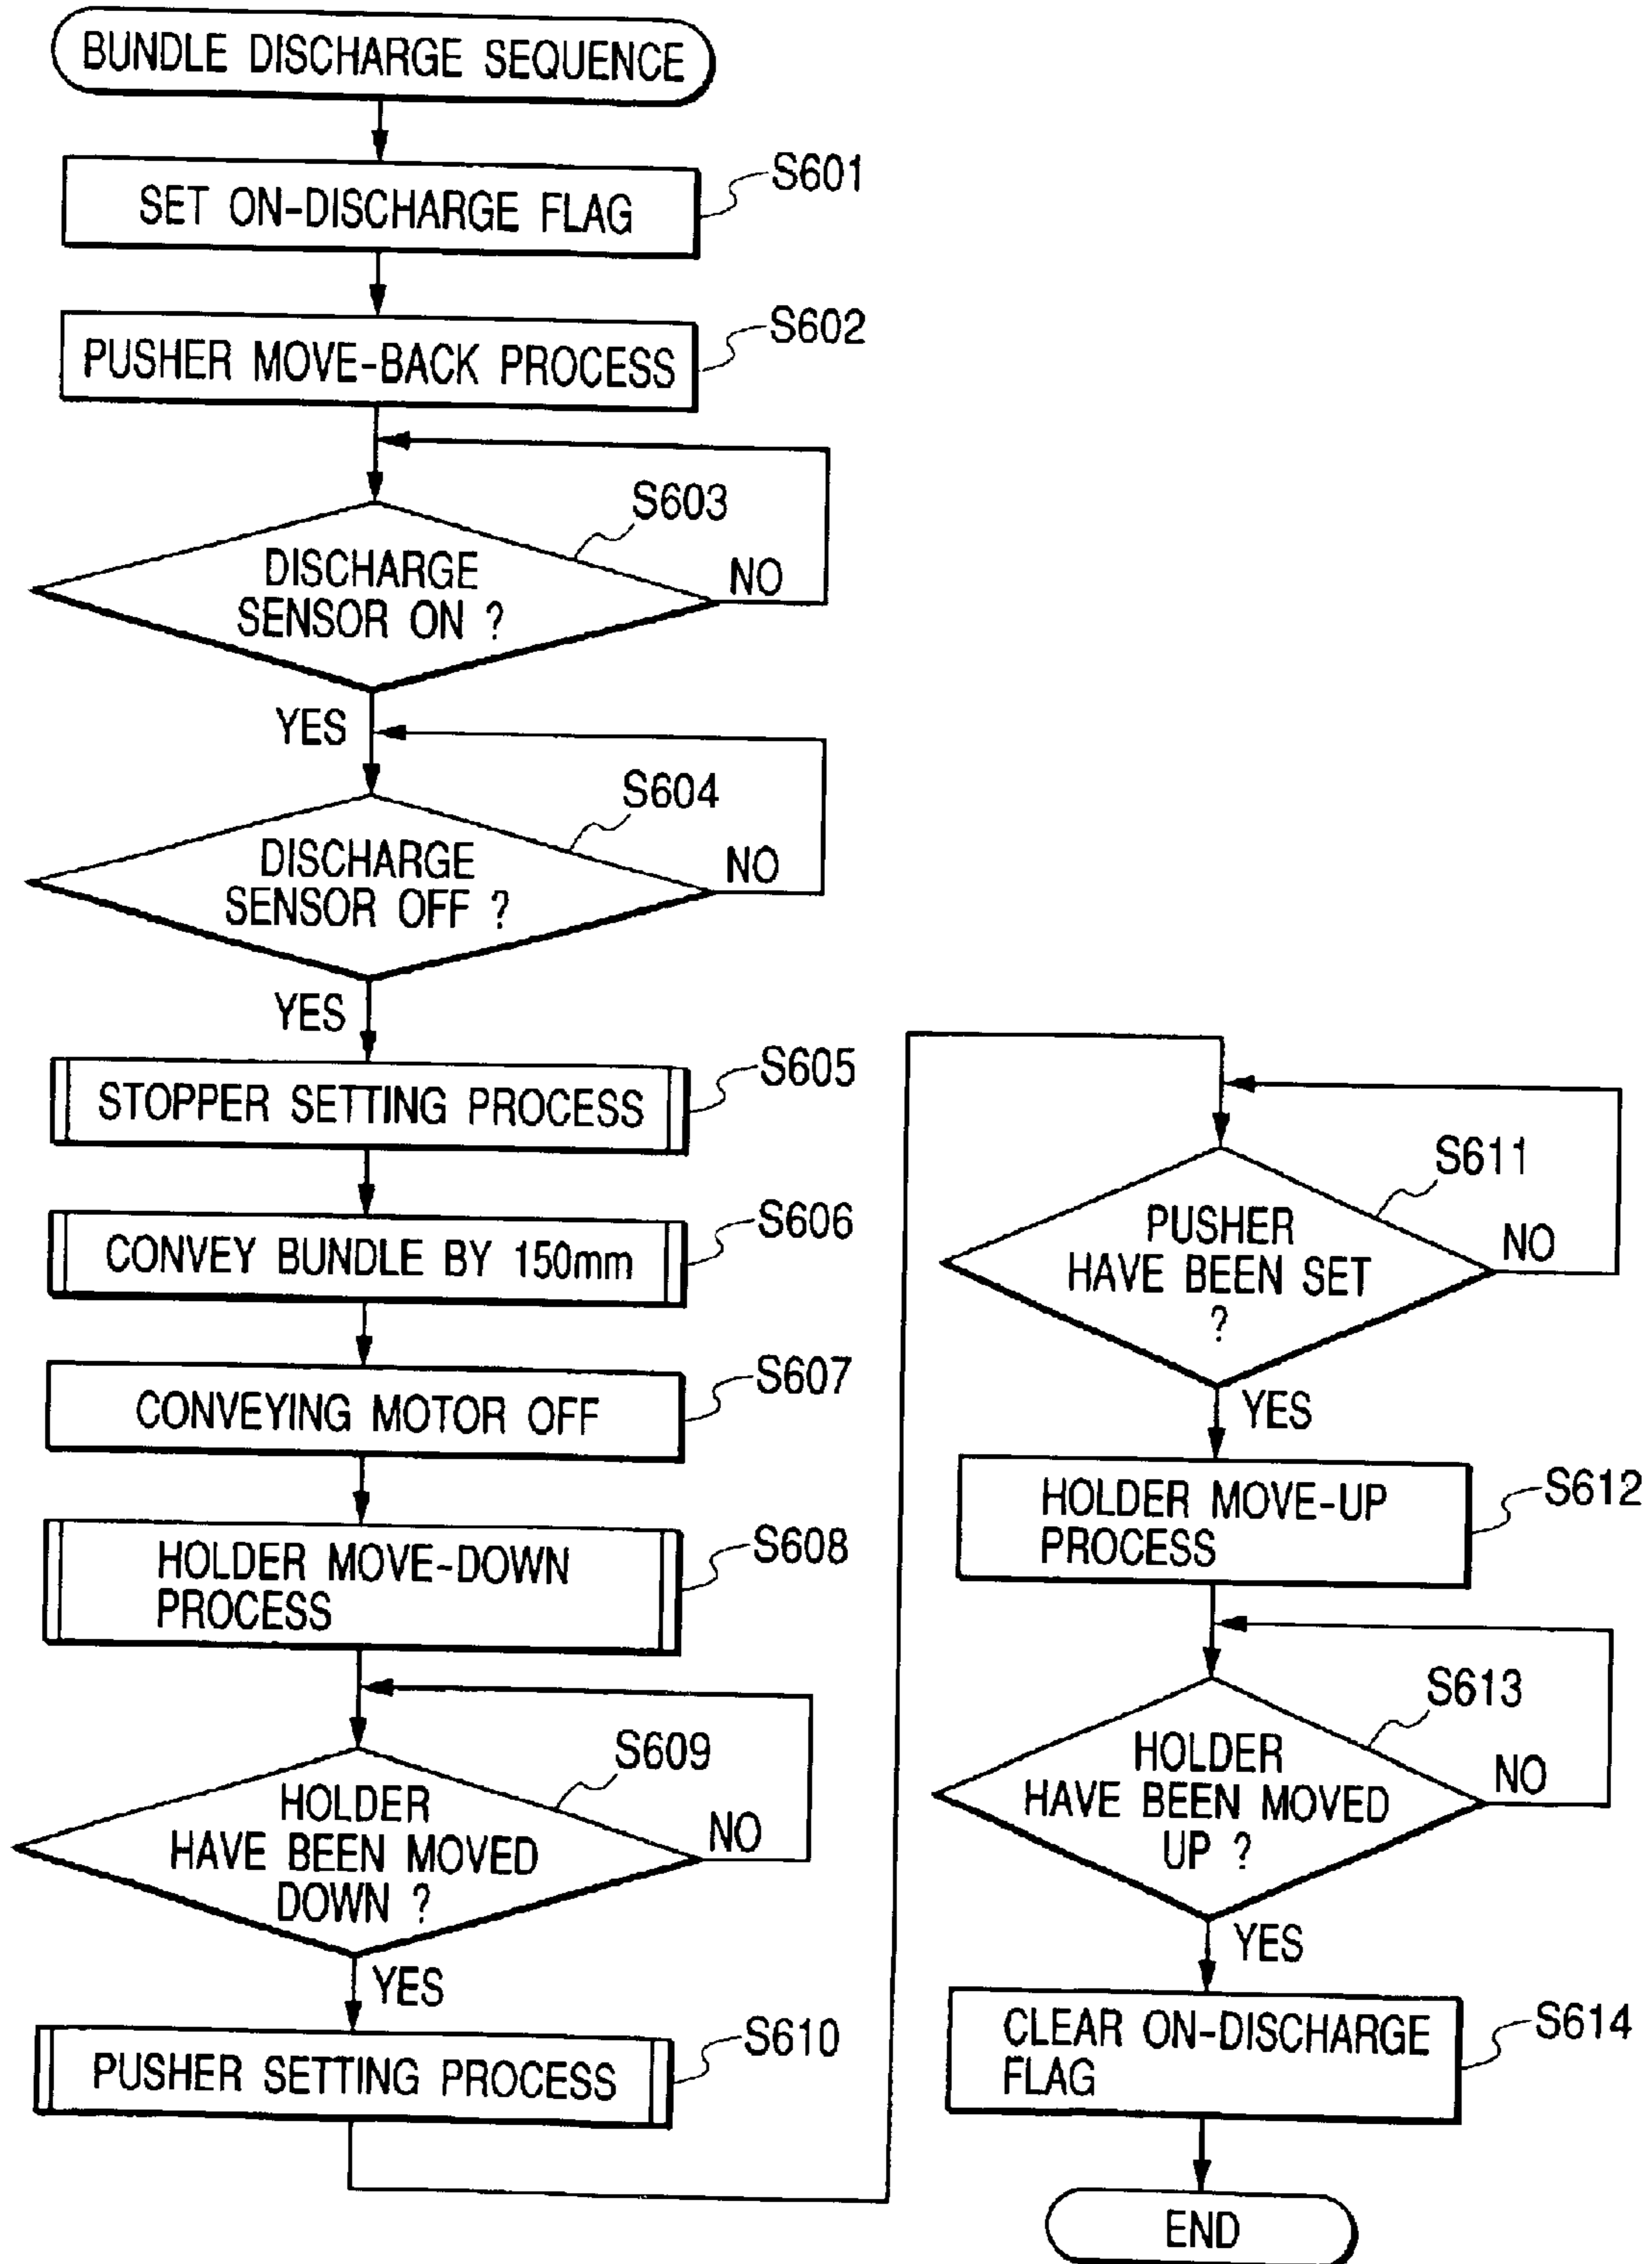 BUNDLE DISCHARGE SEQUENCE
SET ON-DISCHARGE FLAG
S601
PUSHER MOVE-BACK PROCESS
S602
S603
DISCHARGE
SENSOR ON ?
NO
YES
S604
DISCHARGE
SENSOR OFF ?
NO
YES
STOPPER SETTING PROCESS
S605
CONVEY BUNDLE BY 150mm
S606
CONVEYING MOTOR OFF
S607
HOLDER MOVE-DOWN
PROCESS
S608
S609
HOLDER
HAVE BEEN MOVED
DOWN ?
NO
YES
PUSHER SETTING PROCESS
S610
S611
PUSHER
HAVE BEEN SET
?
NO
YES
HOLDER MOVE-UP
PROCESS
S612
S613
HOLDER
HAVE BEEN MOVED
UP ?
NO
YES
CLEAR ON-DISCHARGE
FLAG
S614
END